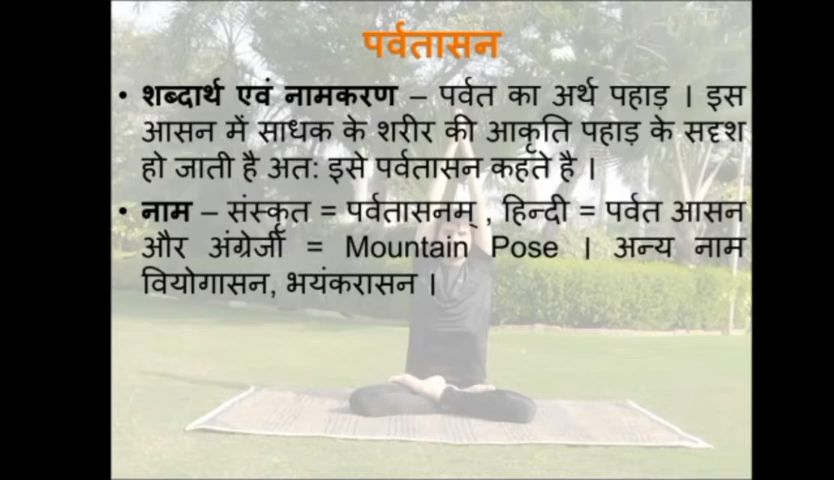 पर्वतासन
• शब्दार्थ एवं नामकरण – पर्वत का अर्थ पहाड़ । इस
आसन में साधक के शरीर की आकृति पहाड़ के सदृश
हो जाती है अत: इसे पर्वतासन कहते है ।
• नाम – संस्कृत = पर्वतासनम् , हिन्दी = पर्वत आसन
और अंग्रेजी = Mountain Pose । अन्य नाम
वियोगासन, भयंकरासन ।